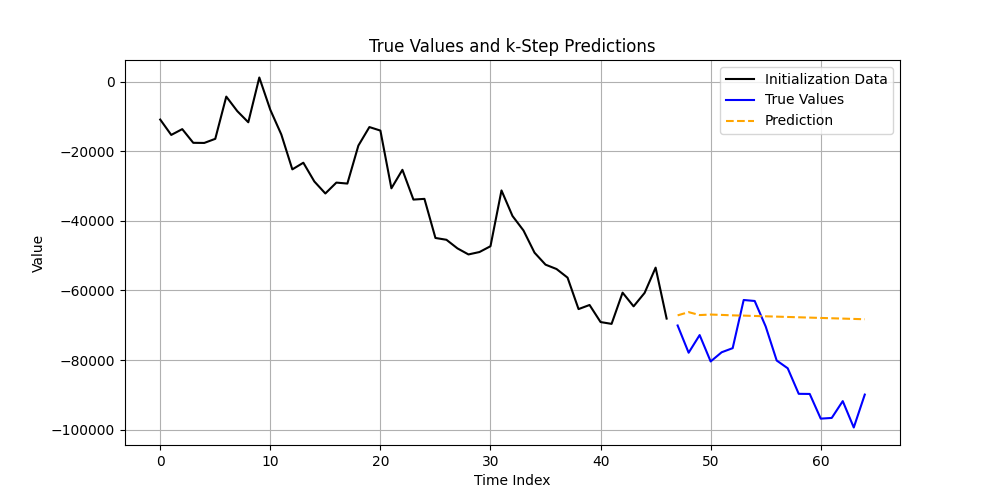 True Values and k-Step Predictions
Initialization Data
True Values
Prediction
Value
0
−20000
−40000
−60000
−80000
−100000
0 10 20 30 40 50 60
Time Index